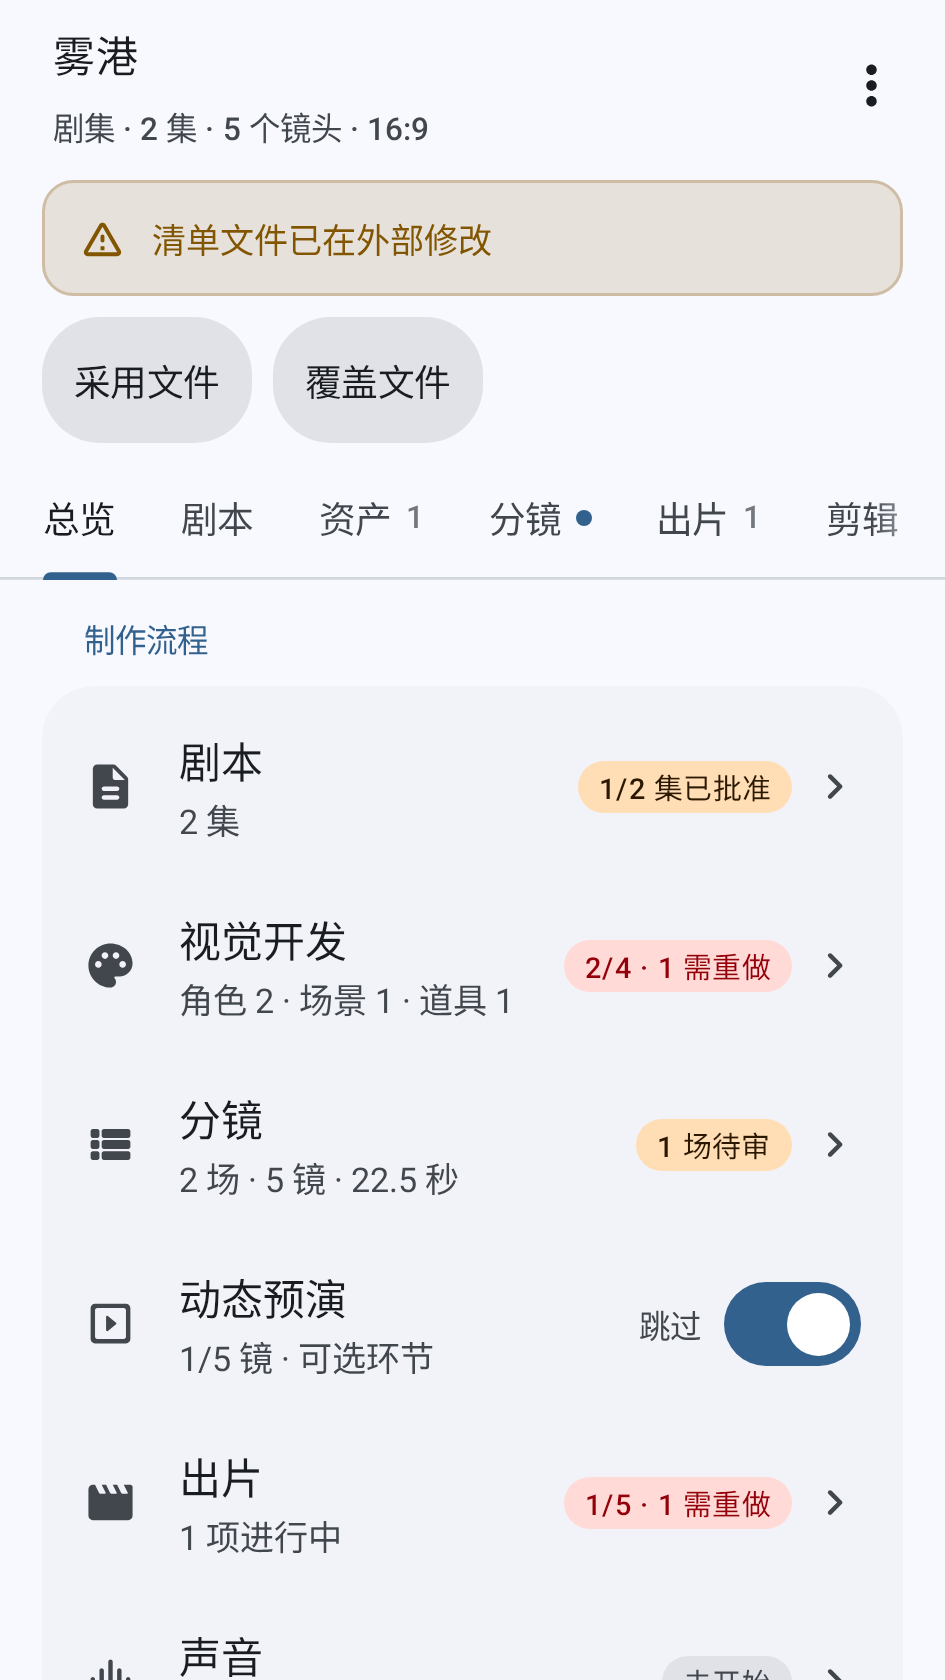 雾港
剧集 · 2 集 · 5 个镜头 · 16:9
清单文件已在外部修改
采用文件 覆盖文件
总览 剧本 资产 1 分镜 出片 1 剪辑
制作流程
剧本
2 集
1/2 集已批准
视觉开发
角色 2 · 场景 1 · 道具 1
2/4 · 1 需重做
分镜
2 场 · 5 镜 · 22.5 秒
1 场待审
动态预演
1/5 镜 · 可选环节
跳过
出片
1 项进行中
1/5 · 1 需重做
声音
未开始